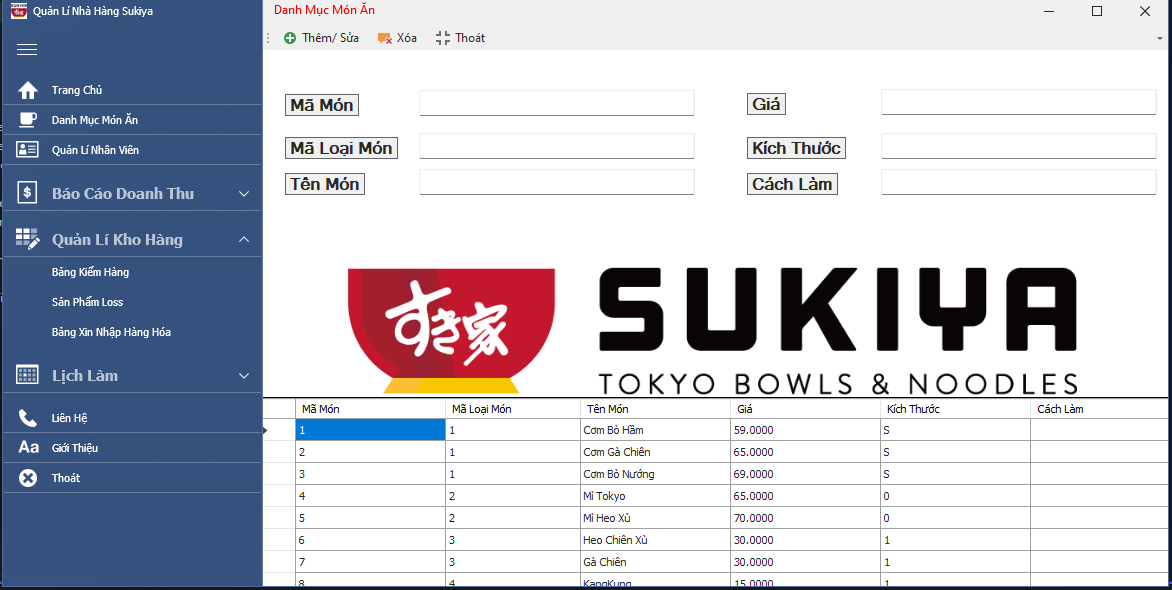 Quản Lí Nhà Hàng Sukiya
Trang Chủ
Danh Mục Món Ăn
Quản Lí Nhân Viên
Báo Cáo Doanh Thu
Quản Lí Kho Hàng
Bảng Kiểm Hàng
Sản Phẩm Loss
Bảng Xin Nhập Hàng Hóa
Lịch Làm
Liên Hệ
Aa Giới Thiệu
Thoát
Danh Mục Món Ăn
Thêm/ Sửa Xóa Thoát
Mã Món Giá
Mã Loại Món Kích Thước
Tên Món Cách Làm
すき家
SUKIYA
TOKYO BOWLS & NOODLES
Mã Món Mã Loại Món Tên Món Giá Kích Thước Cách Làm
1 1 Cơm Bò Hầm 59.0000 S
2 1 Cơm Gà Chiên 65.0000 S
3 1 Cơm Bò Nướng 69.0000 S
4 2 Mì Tokyo 65.0000 0
5 2 Mì Heo Xù 70.0000 0
6 3 Heo Chiên Xù 30.0000 1
7 3 Gà Chiên 30.0000 1
8 4 KangKung 15.0000 1